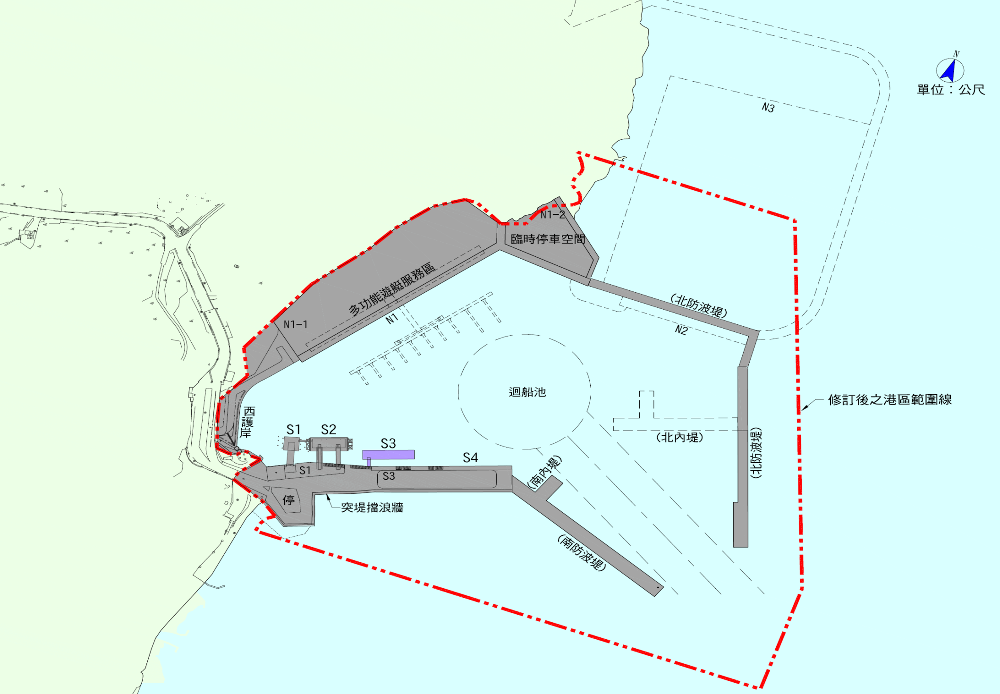 N
單位：公尺
N3
N1-2
臨時停車空間
多功能遊艇服務區
(北防波堤)
N1-1
N1
N2
迴船池
修訂後之港區範圍線
西護岸
S1
S2
S3
S4
(北內堤)
(北防波堤)
S1
S3
(南內堤)
停
突堤擋浪牆
(南防波堤)